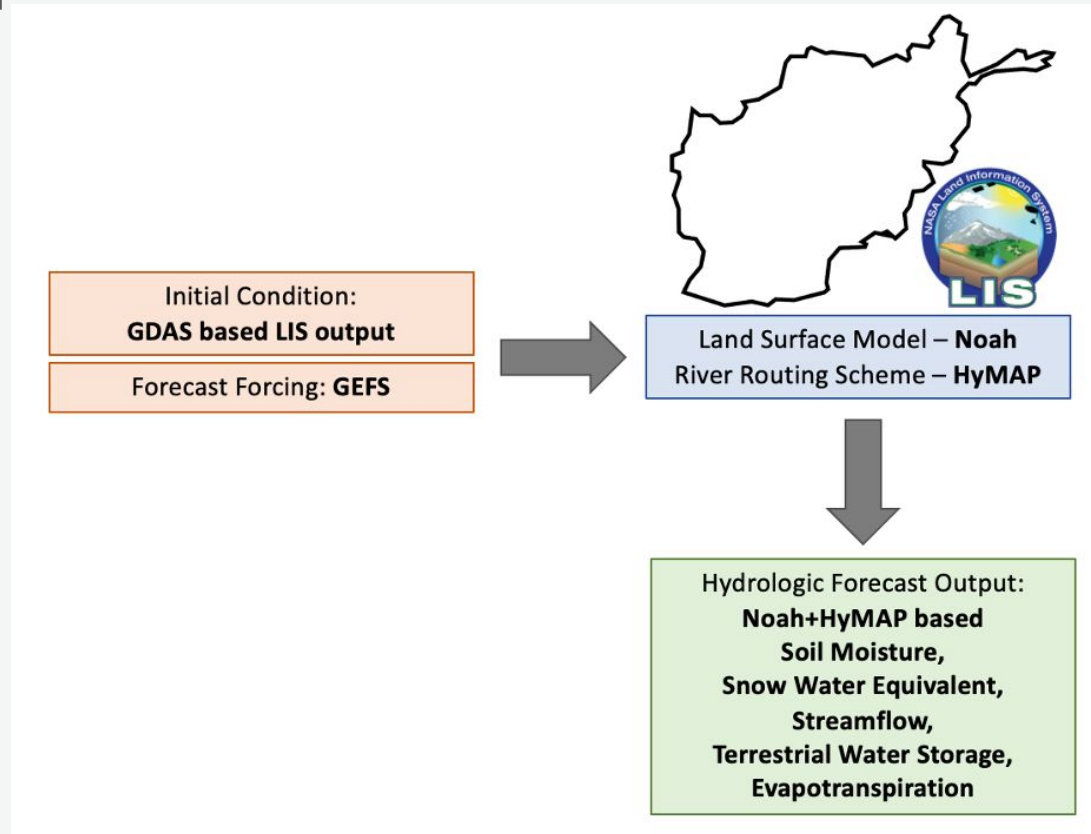 NASA Land Information System
LIS
Initial Condition:
GDAS based LIS output
Forecast Forcing: GEFS
Land Surface Model – Noah
River Routing Scheme – HyMAP
Hydrologic Forecast Output:
Noah+HyMAP based
Soil Moisture,
Snow Water Equivalent,
Streamflow,
Terrestrial Water Storage,
Evapotranspiration